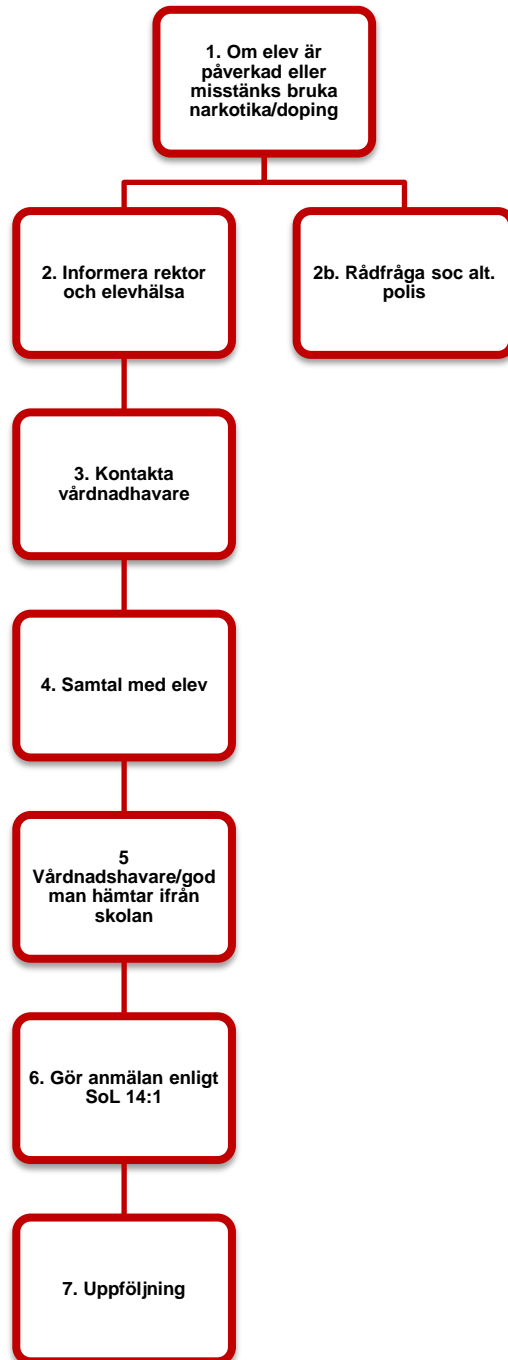 1. Om elev är
påverkad eller
misstänks bruka
narkotika/doping
2. Informera rektor
och elevhälsa
2b. Rådfråga soc alt.
polis
3. Kontakta
vårdnadhavare
4. Samtal med elev
5
Vårdnadshavare/god
man hämtar ifrån
skolan
6. Gör anmälan enligt
SoL 14:1
7. Uppföljning